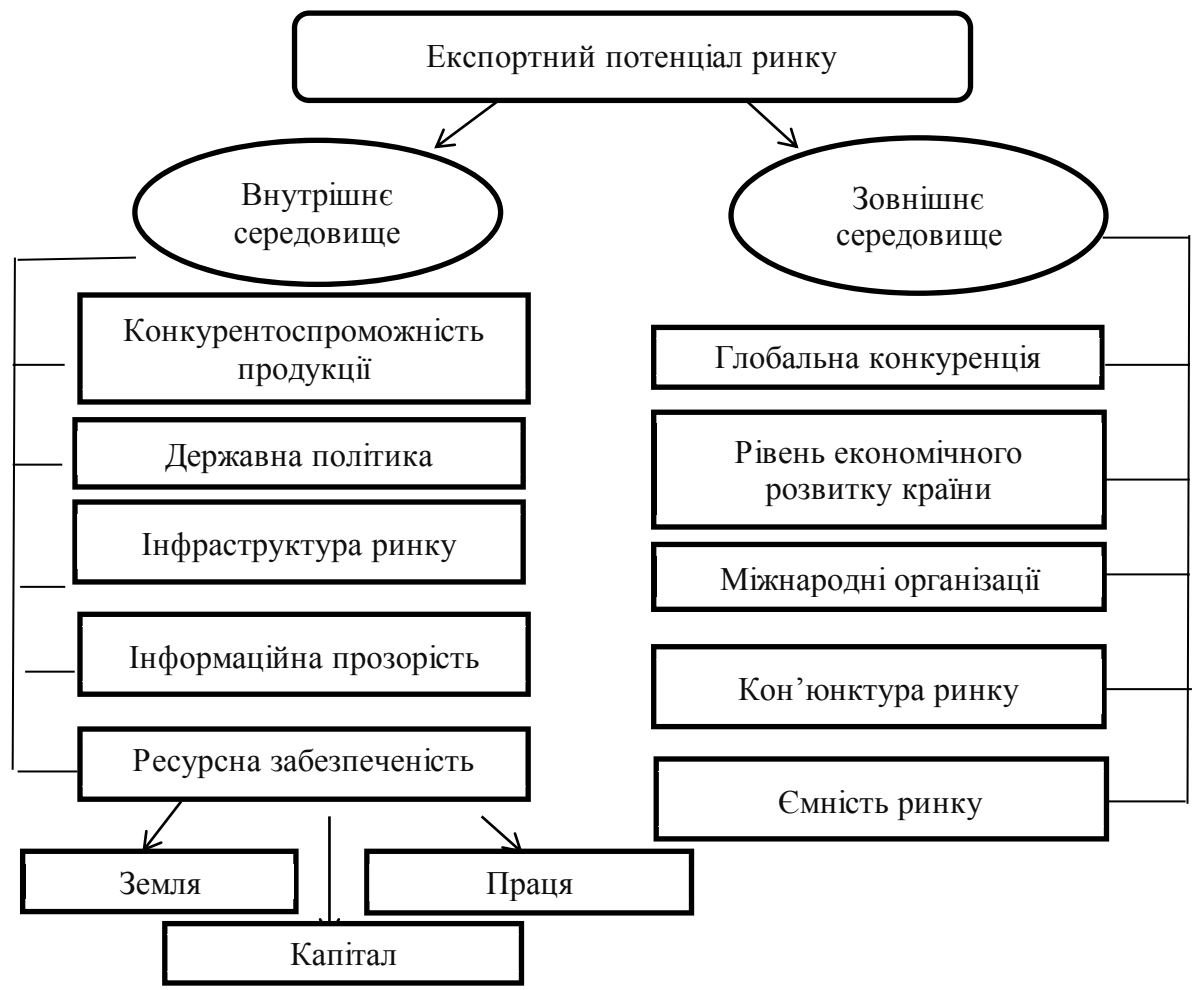 Експортний потенціал ринку
Внутрішнє
середовище
Конкурентоспроможність
продукції
Державна політика
Інфраструктура ринку
Інформаційна прозорість
Ресурсна забезпеченість
Земля
Праця
Капітал
Зовнішнє
середовище
Глобальна конкуренція
Рівень економічного
розвитку країни
Міжнародні організації
Кон’юнктура ринку
Ємність ринку